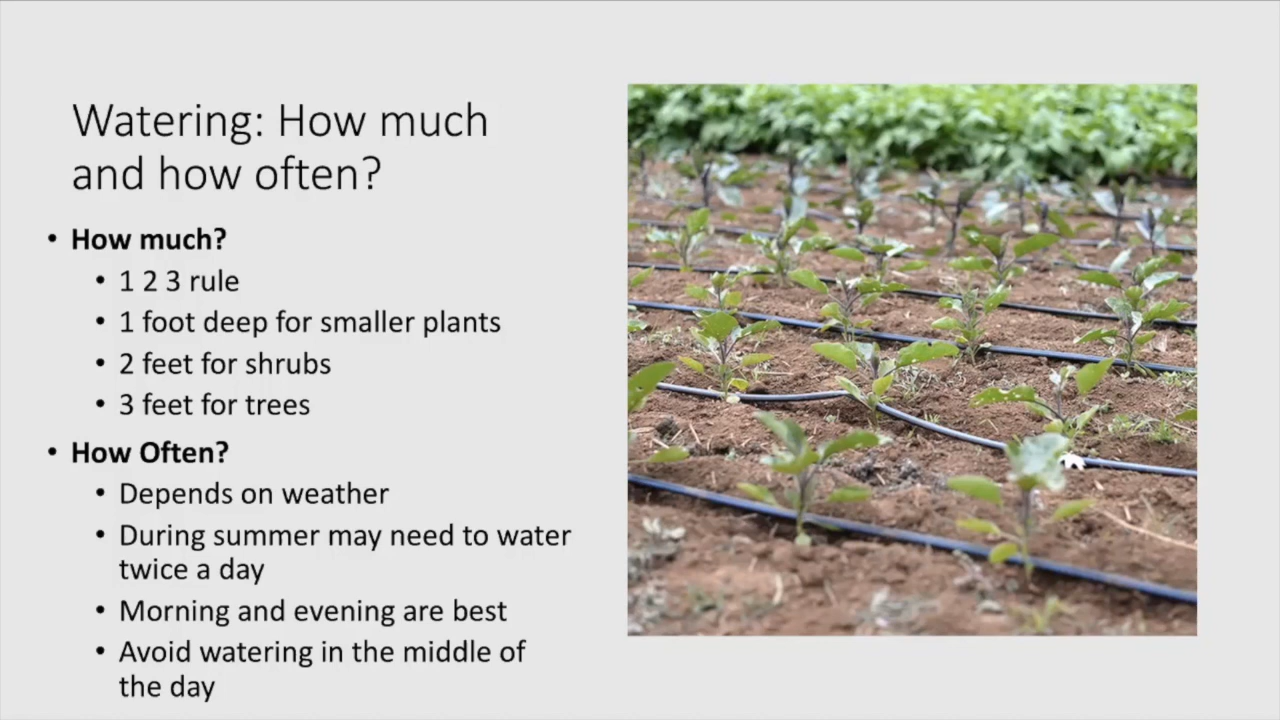 Watering: How much
and how often?
• How much?
• 1 2 3 rule
• 1 foot deep for smaller plants
• 2 feet for shrubs
• 3 feet for trees
• How Often?
• Depends on weather
• During summer may need to water
twice a day
• Morning and evening are best
• Avoid watering in the middle of
the day